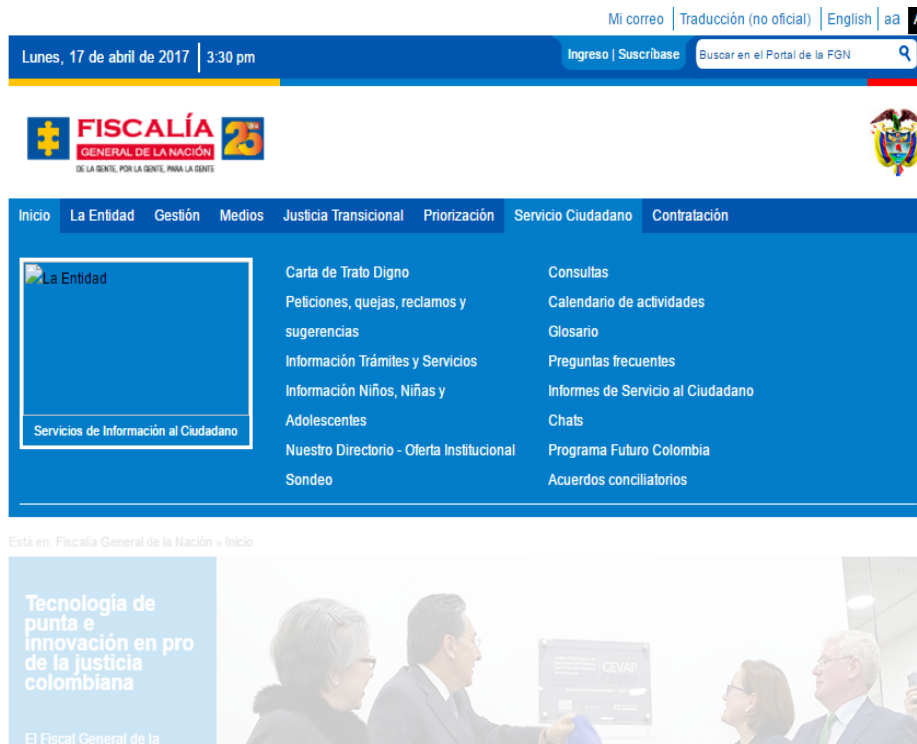 Mi correo Traducción (no oficial) English aa A
Lunes, 17 de abril de 2017 3:30 pm
Ingreso | Suscríbase Buscar en el Portal de la FGN
FISCALÍA
GENERAL DE LA NACIÓN
DE LA GENTE, POR LA GENTE, PARA LA GENTE
25
Inicio La Entidad Gestión Medios Justicia Transicional Priorización Servicio Ciudadano Contratación
La Entidad
Servicios de Información al Ciudadano
Carta de Trato Digno
Peticiones, quejas, reclamos y
sugerencias
Información Trámites y Servicios
Información Niños, Niñas y
Adolescentes
Nuestro Directorio - Oferta Institucional
Sondeo
Consultas
Calendario de actividades
Glosario
Preguntas frecuentes
Informes de Servicio al Ciudadano
Chats
Programa Futuro Colombia
Acuerdos conciliatorios
Está en: Fiscalía General de la Nación » Inicio
Tecnología de
punta e
innovación en pro
de la justicia
colombiana
El Fiscal General de la
CEVAP